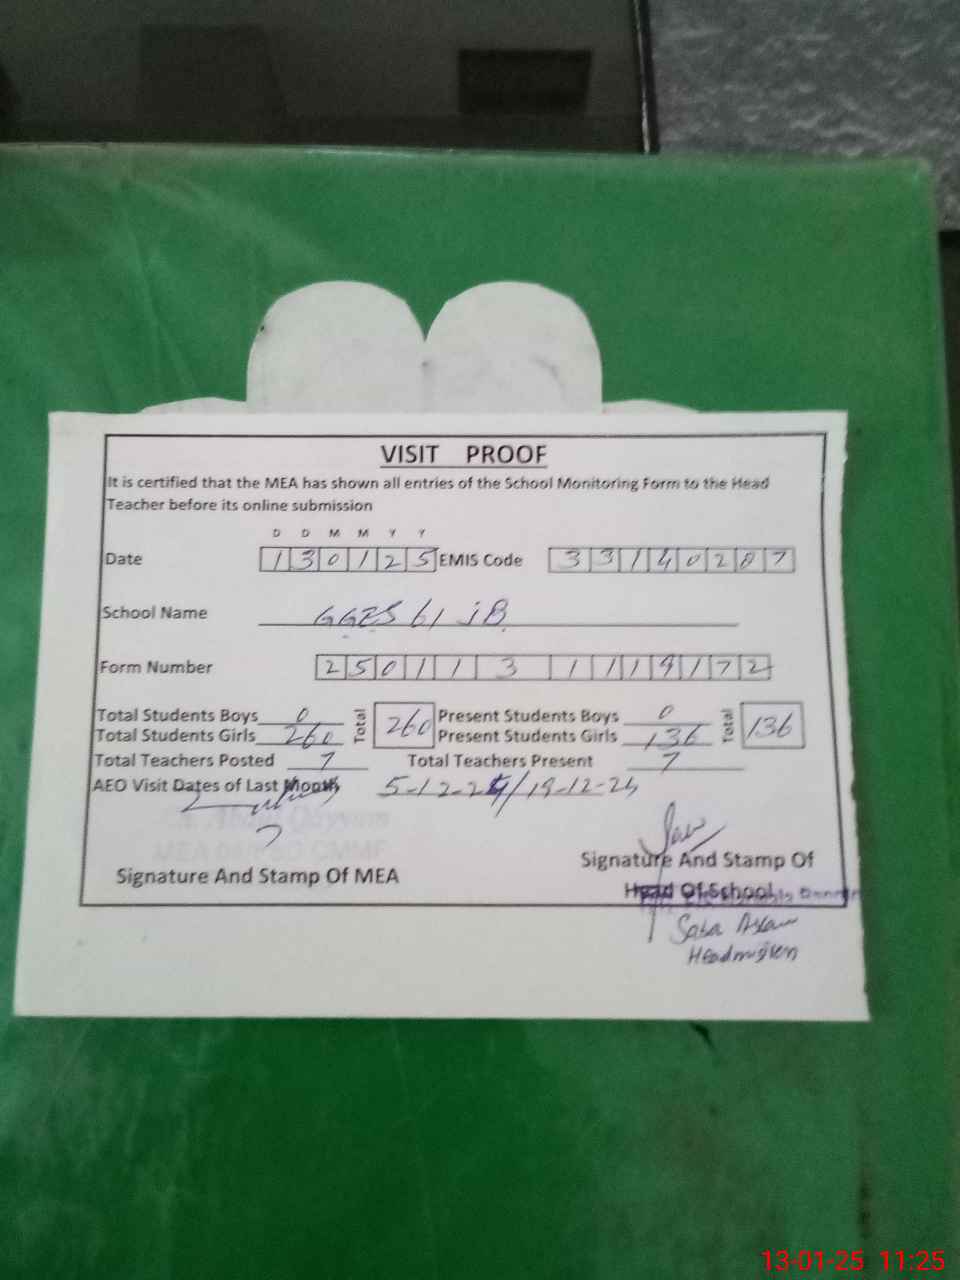 VISIT PROOF
It is certified that the MEA has shown all entries of the School Monitoring Form to the Head
Teacher before its online submission
D D M M Y Y
Date 1 3 0 1 2 5 EMIS Code 3 3 1 4 0 2 8 7
School Name GGES 61 JB
Form Number 2 5 0 1 1 3 1 1 1 9 1 7 2
Total Students Boys 0 Total 260 Present Students Boys 0 Total 136
Total Students Girls 260 Present Students Girls 136
Total Teachers Posted 7 Total Teachers Present 7
AEO Visit Dates of Last Month 5-12-24/19-12-24
Signature And Stamp Of MEA
Signature And Stamp Of
Head Of School
Saba Aslam
Headmistress
13-01-25 11:25